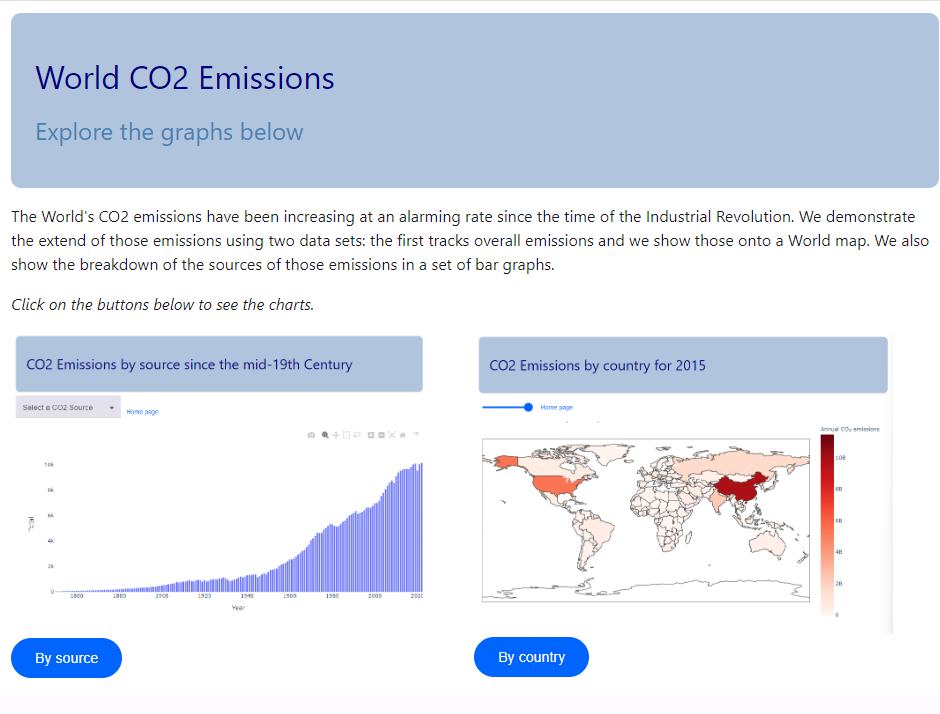 World CO2 Emissions
Explore the graphs below
The World's CO2 emissions have been increasing at an alarming rate since the time of the Industrial Revolution. We demonstrate
the extend of those emissions using two data sets: the first tracks overall emissions and we show those onto a World map. We also
show the breakdown of the sources of those emissions in a set of bar graphs.
Click on the buttons below to see the charts.
CO2 Emissions by source since the mid-19th Century
Select a CO2 Source
Home page
10k
8k
6k
4k
2k
0
1860 1880 1900 1920 1940 1960 1980 2000 2020
Year
Total
By source
CO2 Emissions by country for 2015
Home page
Annual CO₂ emissions
10B
8B
6B
4B
2B
0
By country